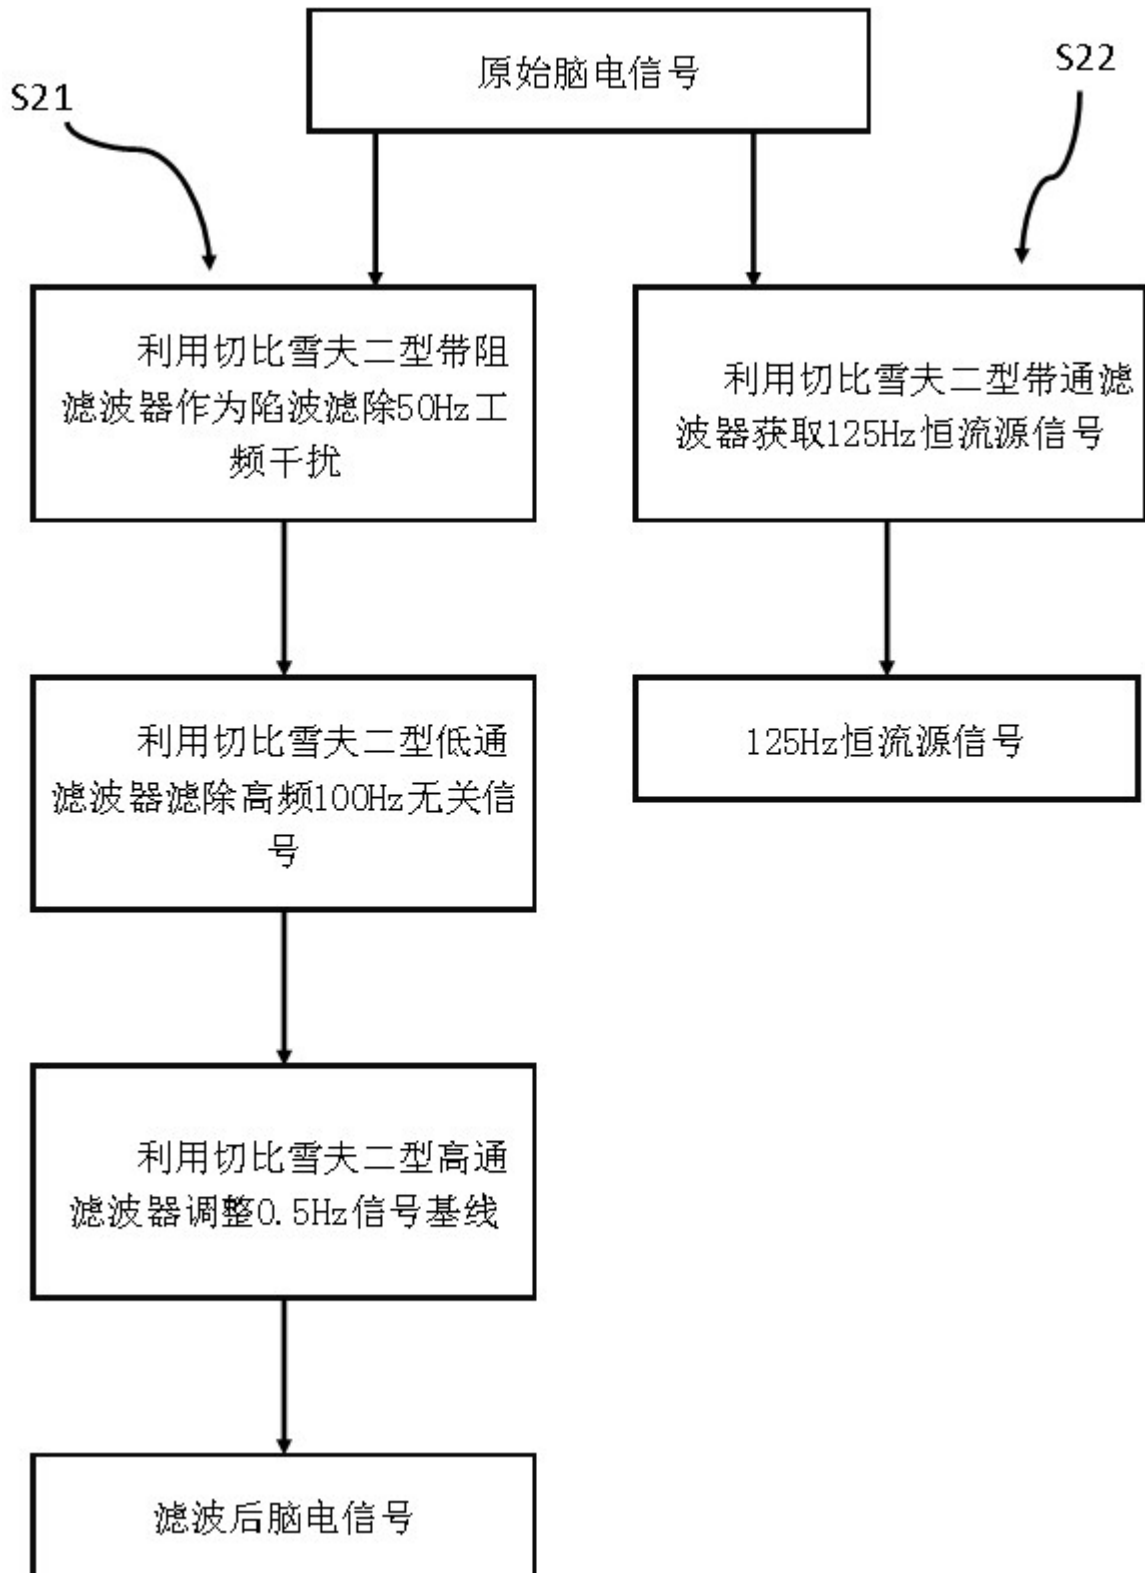 原始脑电信号
S21
S22
利用切比雪夫二型带阻
滤波器作为陷波滤除50Hz工
频干扰
利用切比雪夫二型带通滤
波器获取125Hz恒流源信号
利用切比雪夫二型低通
滤波器滤除高频100Hz无关信
号
125Hz恒流源信号
利用切比雪夫二型高通
滤波器调整0.5Hz信号基线
滤波后脑电信号